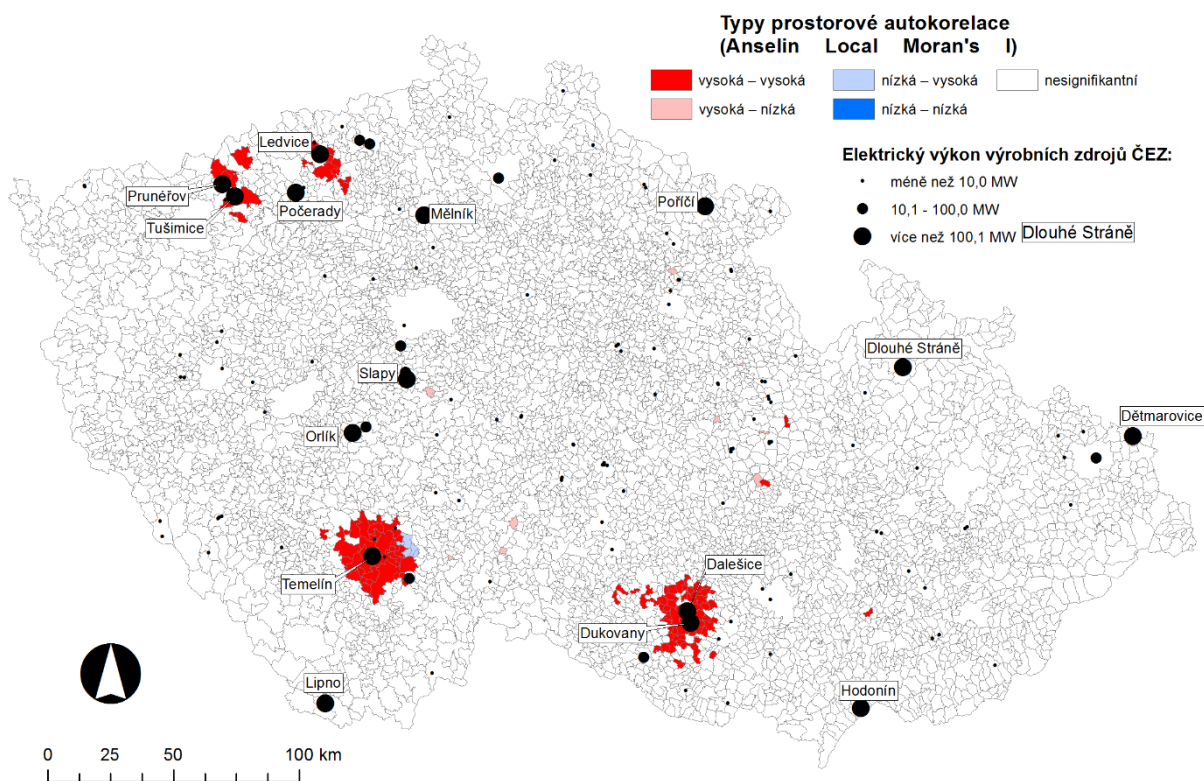 Typy prostorové autokorelace
(Anselin Local Moran's I)
vysoká – vysoká
nízká – vysoká
nesignifikantní
vysoká – nízká
nízká – nízká
Elektrický výkon výrobních zdrojů ČEZ:
méně než 10,0 MW
10,1 - 100,0 MW
více než 100,1 MW
Dlouhé Stráně
Ledvice
Prunéřov
Tušimice
Počerady
Mělník
Poříčí
Slapy
Dlouhé Stráně
Orlík
Dětmarovice
Temelín
Dalešice
Dukovany
Lipno
Hodonín
0 25 50 100 km